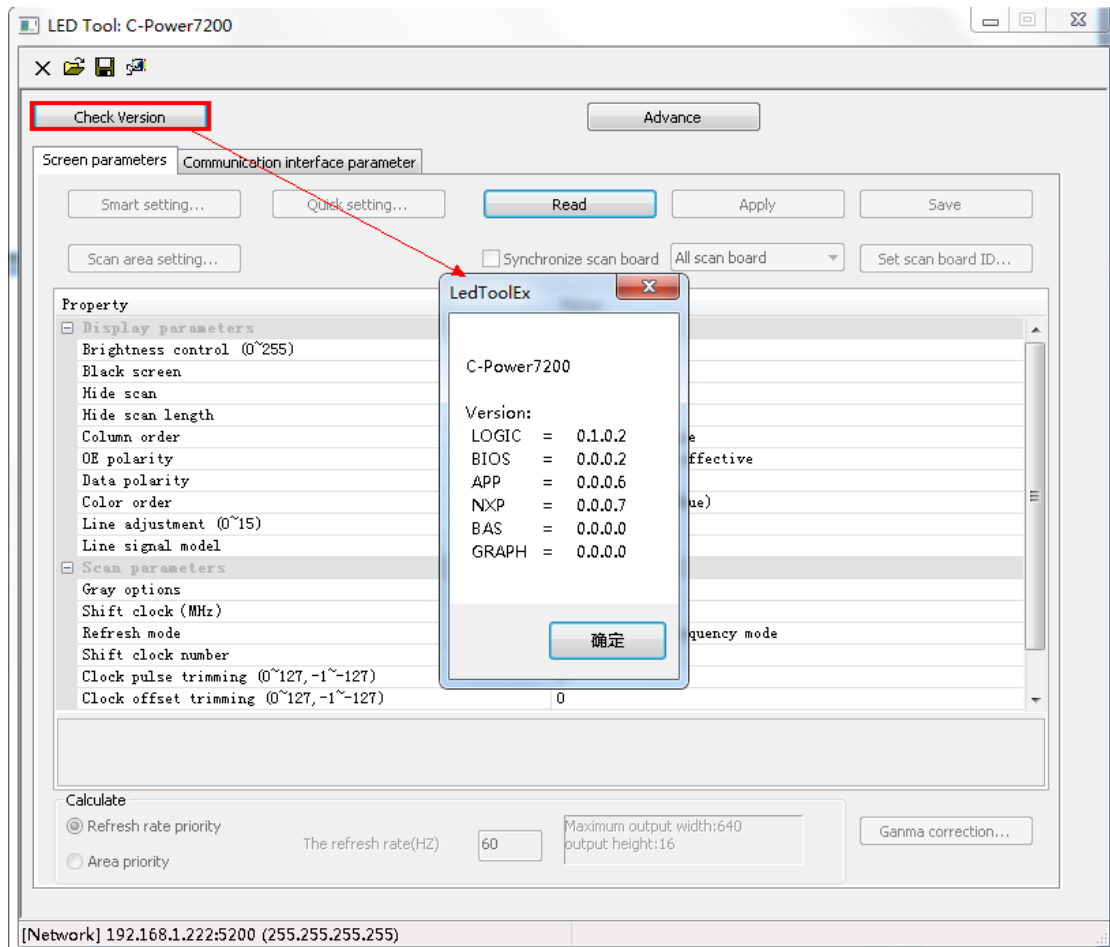 LED Tool: C-Power7200
Check Version
Advance
Screen parameters
Communication interface parameter
Smart setting...
Quick setting...
Read
Apply
Save
Scan area setting...
Synchronize scan board
All scan board
Set scan board ID...
Property
Display parameters
Brightness control (0~255)
Black screen
Hide scan
Hide scan length
Column order
OE polarity
ffective
Data polarity
Color order
ue)
Line adjustment (0~15)
Line signal model
Scan parameters
Gray options
Shift clock (MHz)
Refresh mode
quency mode
Shift clock number
Clock pulse trimming (0~127,-1~-127)
Clock offset trimming (0~127,-1~-127)
0
LedToolEx
C-Power7200
Version:
LOGIC = 0.1.0.2
BIOS = 0.0.0.2
APP = 0.0.0.6
NXP = 0.0.0.7
BAS = 0.0.0.0
GRAPH = 0.0.0.0
确定
Calculate
Refresh rate priority
Area priority
The refresh rate(HZ)
60
Maximum output width:640
output height:16
Ganma correction...
[Network] 192.168.1.222:5200 (255.255.255.255)